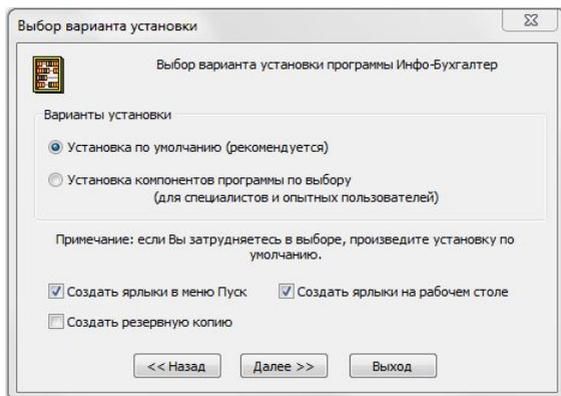 Выбор варианта установки
Выбор варианта установки программы Инфо-Бухгалтер
Варианты установки
Установка по умолчанию (рекомендуется)
Установка компонентов программы по выбору
(для специалистов и опытных пользователей)
Примечание: если Вы затрудняетесь в выборе, произведите установку по
умолчанию.
Создать ярлыки в меню Пуск Создать ярлыки на рабочем столе
Создать резервную копию
<< Назад Далее >> Выход